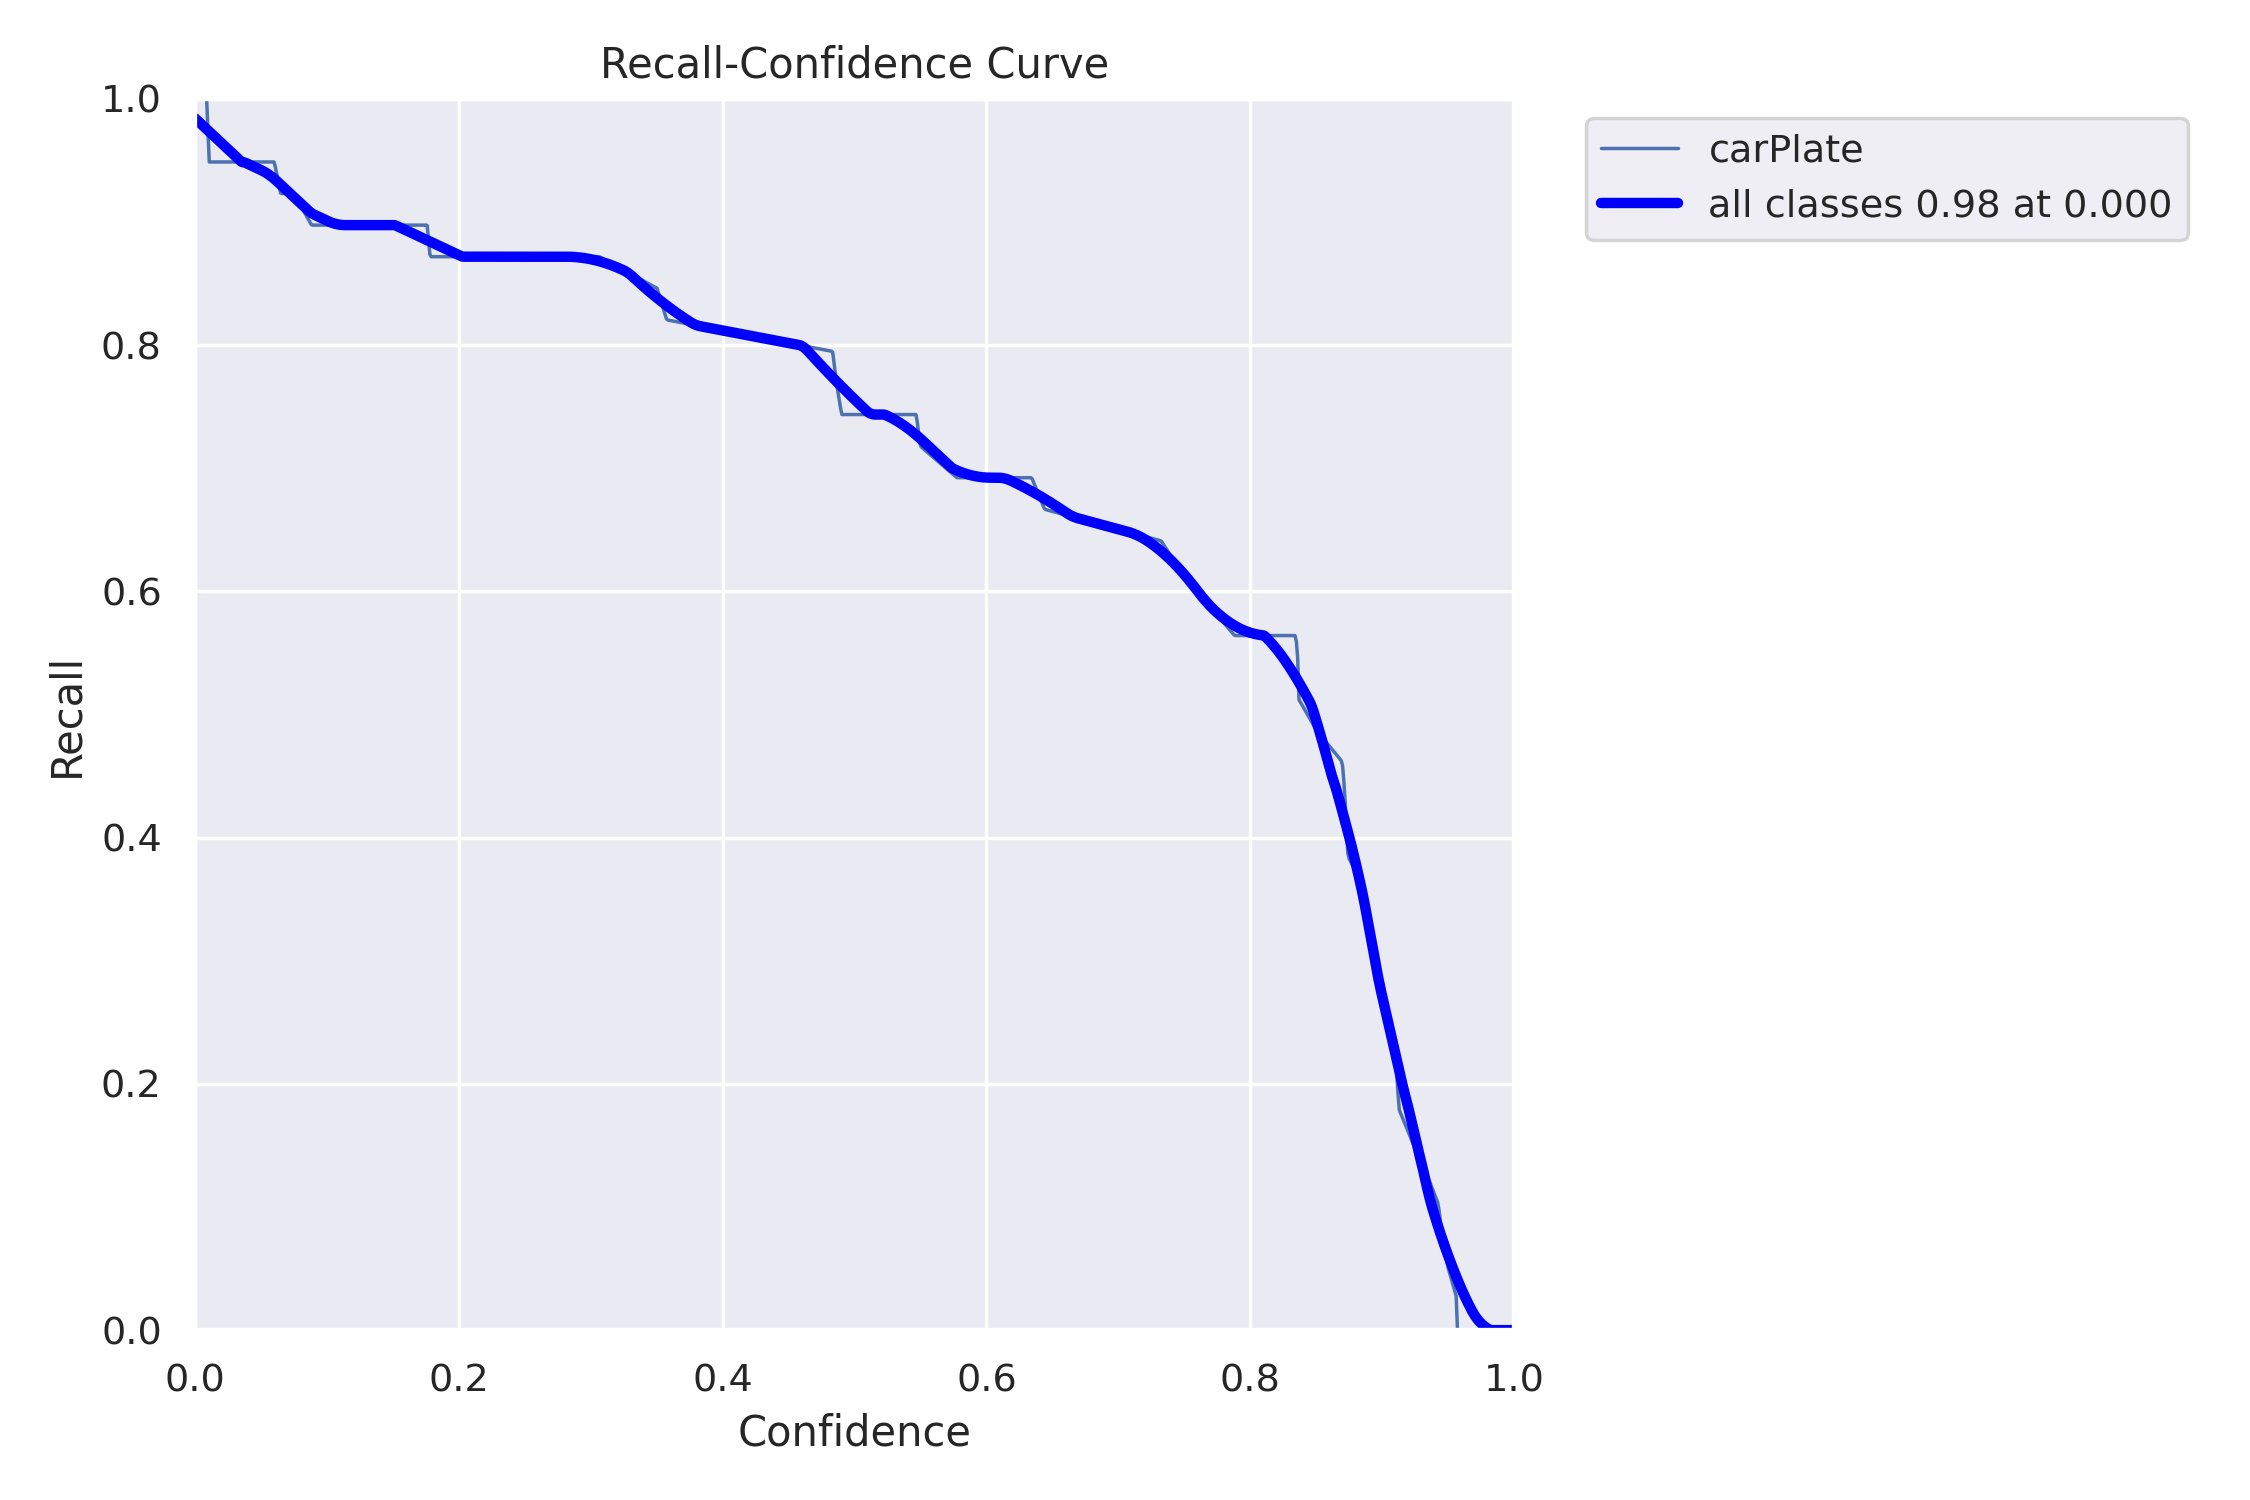 Recall-Confidence Curve
1.0
0.8
0.6
0.4
0.2
0.0
Recall
0.0 0.2 0.4 0.6 0.8 1.0
Confidence
carPlate
all classes 0.98 at 0.000